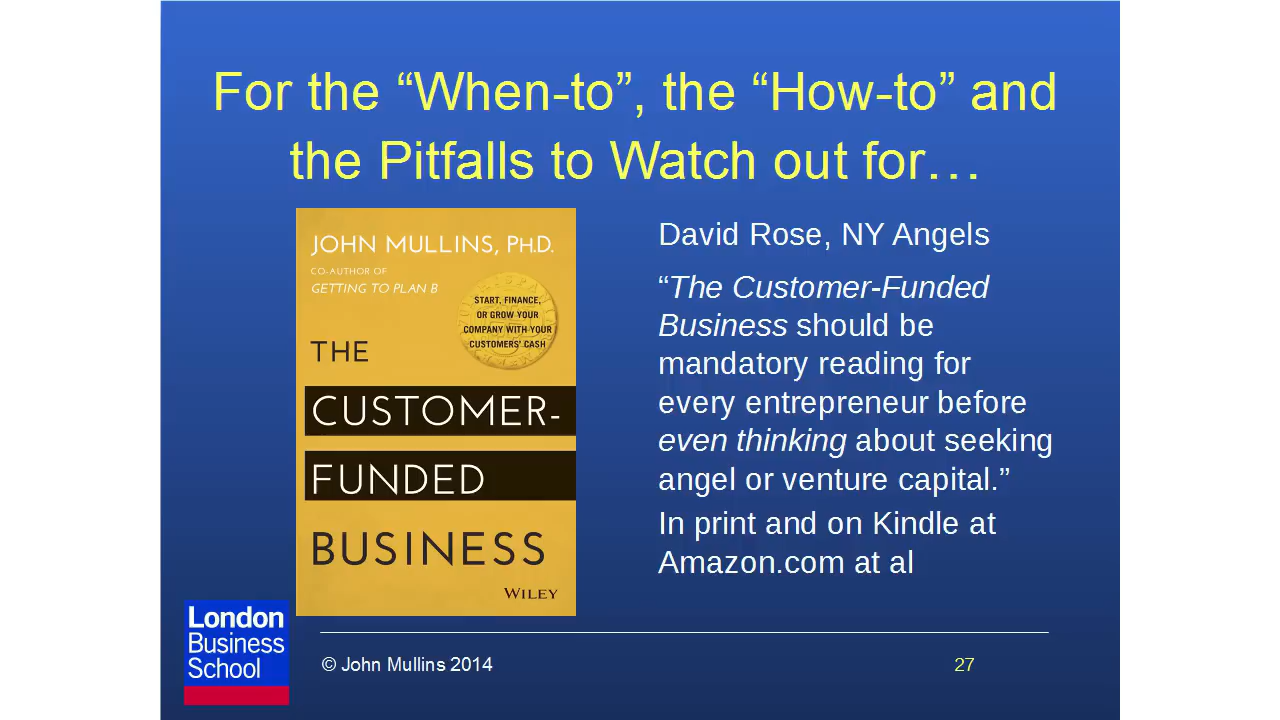 For the “When-to”, the “How-to” and
the Pitfalls to Watch out for…
JOHN MULLINS, PH.D.
CO-AUTHOR OF
GETTING TO PLAN B
START, FINANCE,
OR GROW YOUR
COMPANY WITH YOUR
CUSTOMERS' CASH
THE
CUSTOMER-
FUNDED
BUSINESS
WILEY
David Rose, NY Angels
“The Customer-Funded
Business should be
mandatory reading for
every entrepreneur before
even thinking about seeking
angel or venture capital.”
In print and on Kindle at
Amazon.com at al
London
Business
School
© John Mullins 2014
27